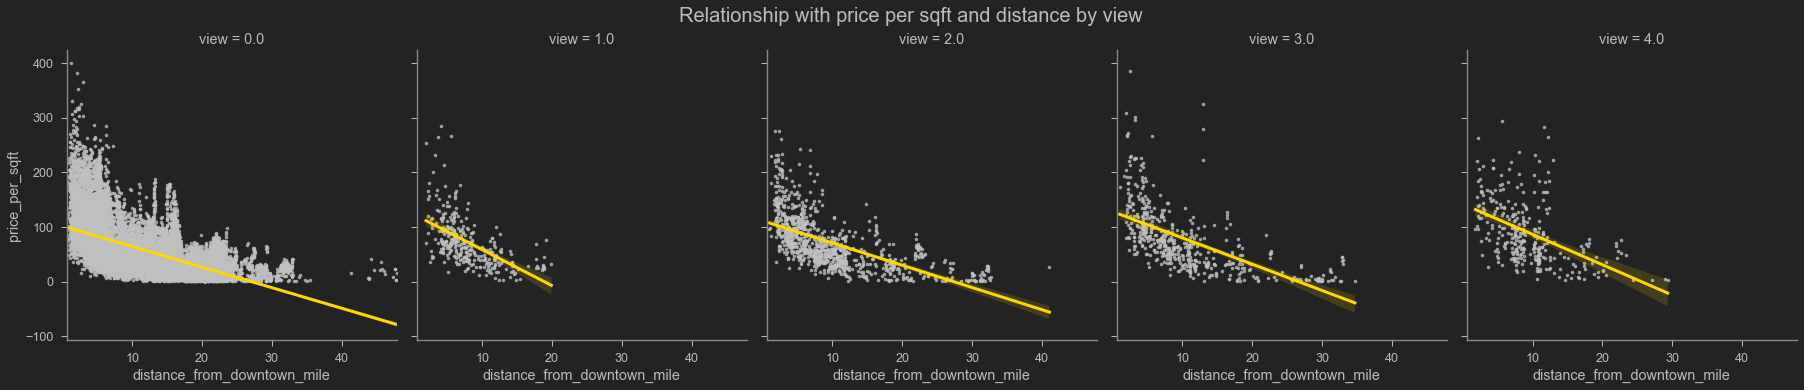 Relationship with price per sqft and distance by view
view = 0.0
view = 1.0
view = 2.0
view = 3.0
view = 4.0
price_per_sqft
400
300
200
100
0
−100
10 20 30 40
10 20 30 40
10 20 30 40
10 20 30 40
10 20 30 40
distance_from_downtown_mile
distance_from_downtown_mile
distance_from_downtown_mile
distance_from_downtown_mile
distance_from_downtown_mile